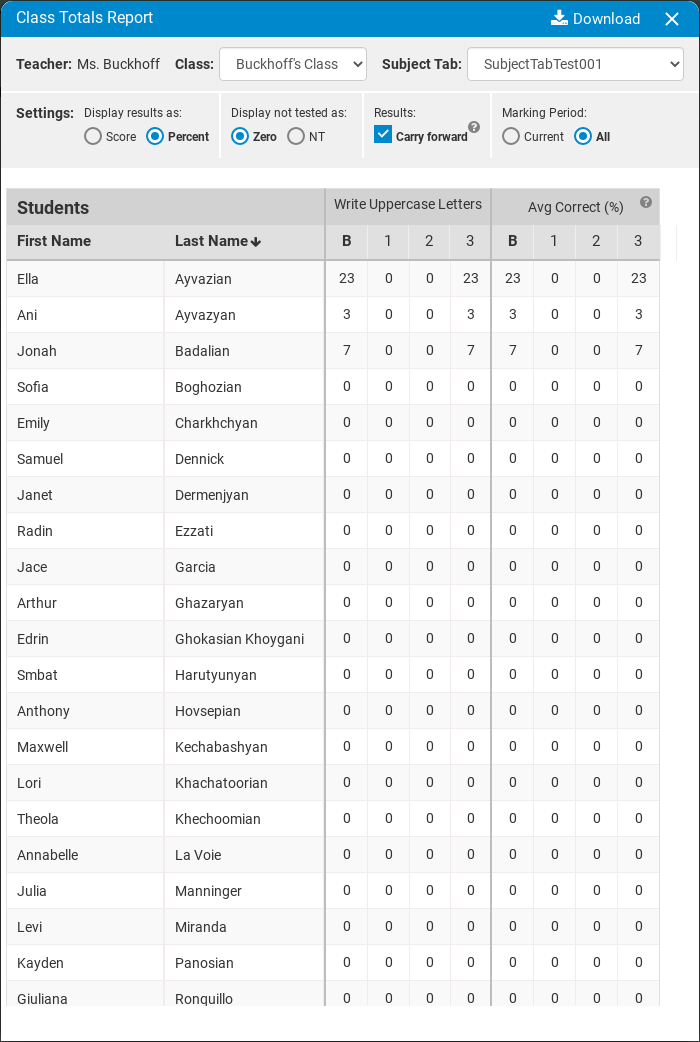 Class Totals Report Download
Teacher: Ms. Buckhoff Class: Buckhoff's Class Subject Tab: SubjectTabTest001
Settings: Display results as: Display not tested as: Results: Marking Period:
Score Percent Zero NT Carry forward ? Current All
Students Write Uppercase Letters Avg Correct (%) ?
First Name Last Name B 1 2 3 B 1 2 3
Ella Ayvazian 23 0 0 23 23 0 0 23
Ani Ayvazyan 3 0 0 3 3 0 0 3
Jonah Badalian 7 0 0 7 7 0 0 7
Sofia Boghozian 0 0 0 0 0 0 0 0
Emily Charkhchyan 0 0 0 0 0 0 0 0
Samuel Dennick 0 0 0 0 0 0 0 0
Janet Dermenjyan 0 0 0 0 0 0 0 0
Radin Ezzati 0 0 0 0 0 0 0 0
Jace Garcia 0 0 0 0 0 0 0 0
Arthur Ghazaryan 0 0 0 0 0 0 0 0
Edrin Ghokasian Khoygani 0 0 0 0 0 0 0 0
Smbat Harutyunyan 0 0 0 0 0 0 0 0
Anthony Hovsepian 0 0 0 0 0 0 0 0
Maxwell Kechabashyan 0 0 0 0 0 0 0 0
Lori Khachatoorian 0 0 0 0 0 0 0 0
Theola Khechoomian 0 0 0 0 0 0 0 0
Annabelle La Voie 0 0 0 0 0 0 0 0
Julia Manninger 0 0 0 0 0 0 0 0
Levi Miranda 0 0 0 0 0 0 0 0
Kayden Panosian 0 0 0 0 0 0 0 0
Giuliana Ronquillo 0 0 0 0 0 0 0 0